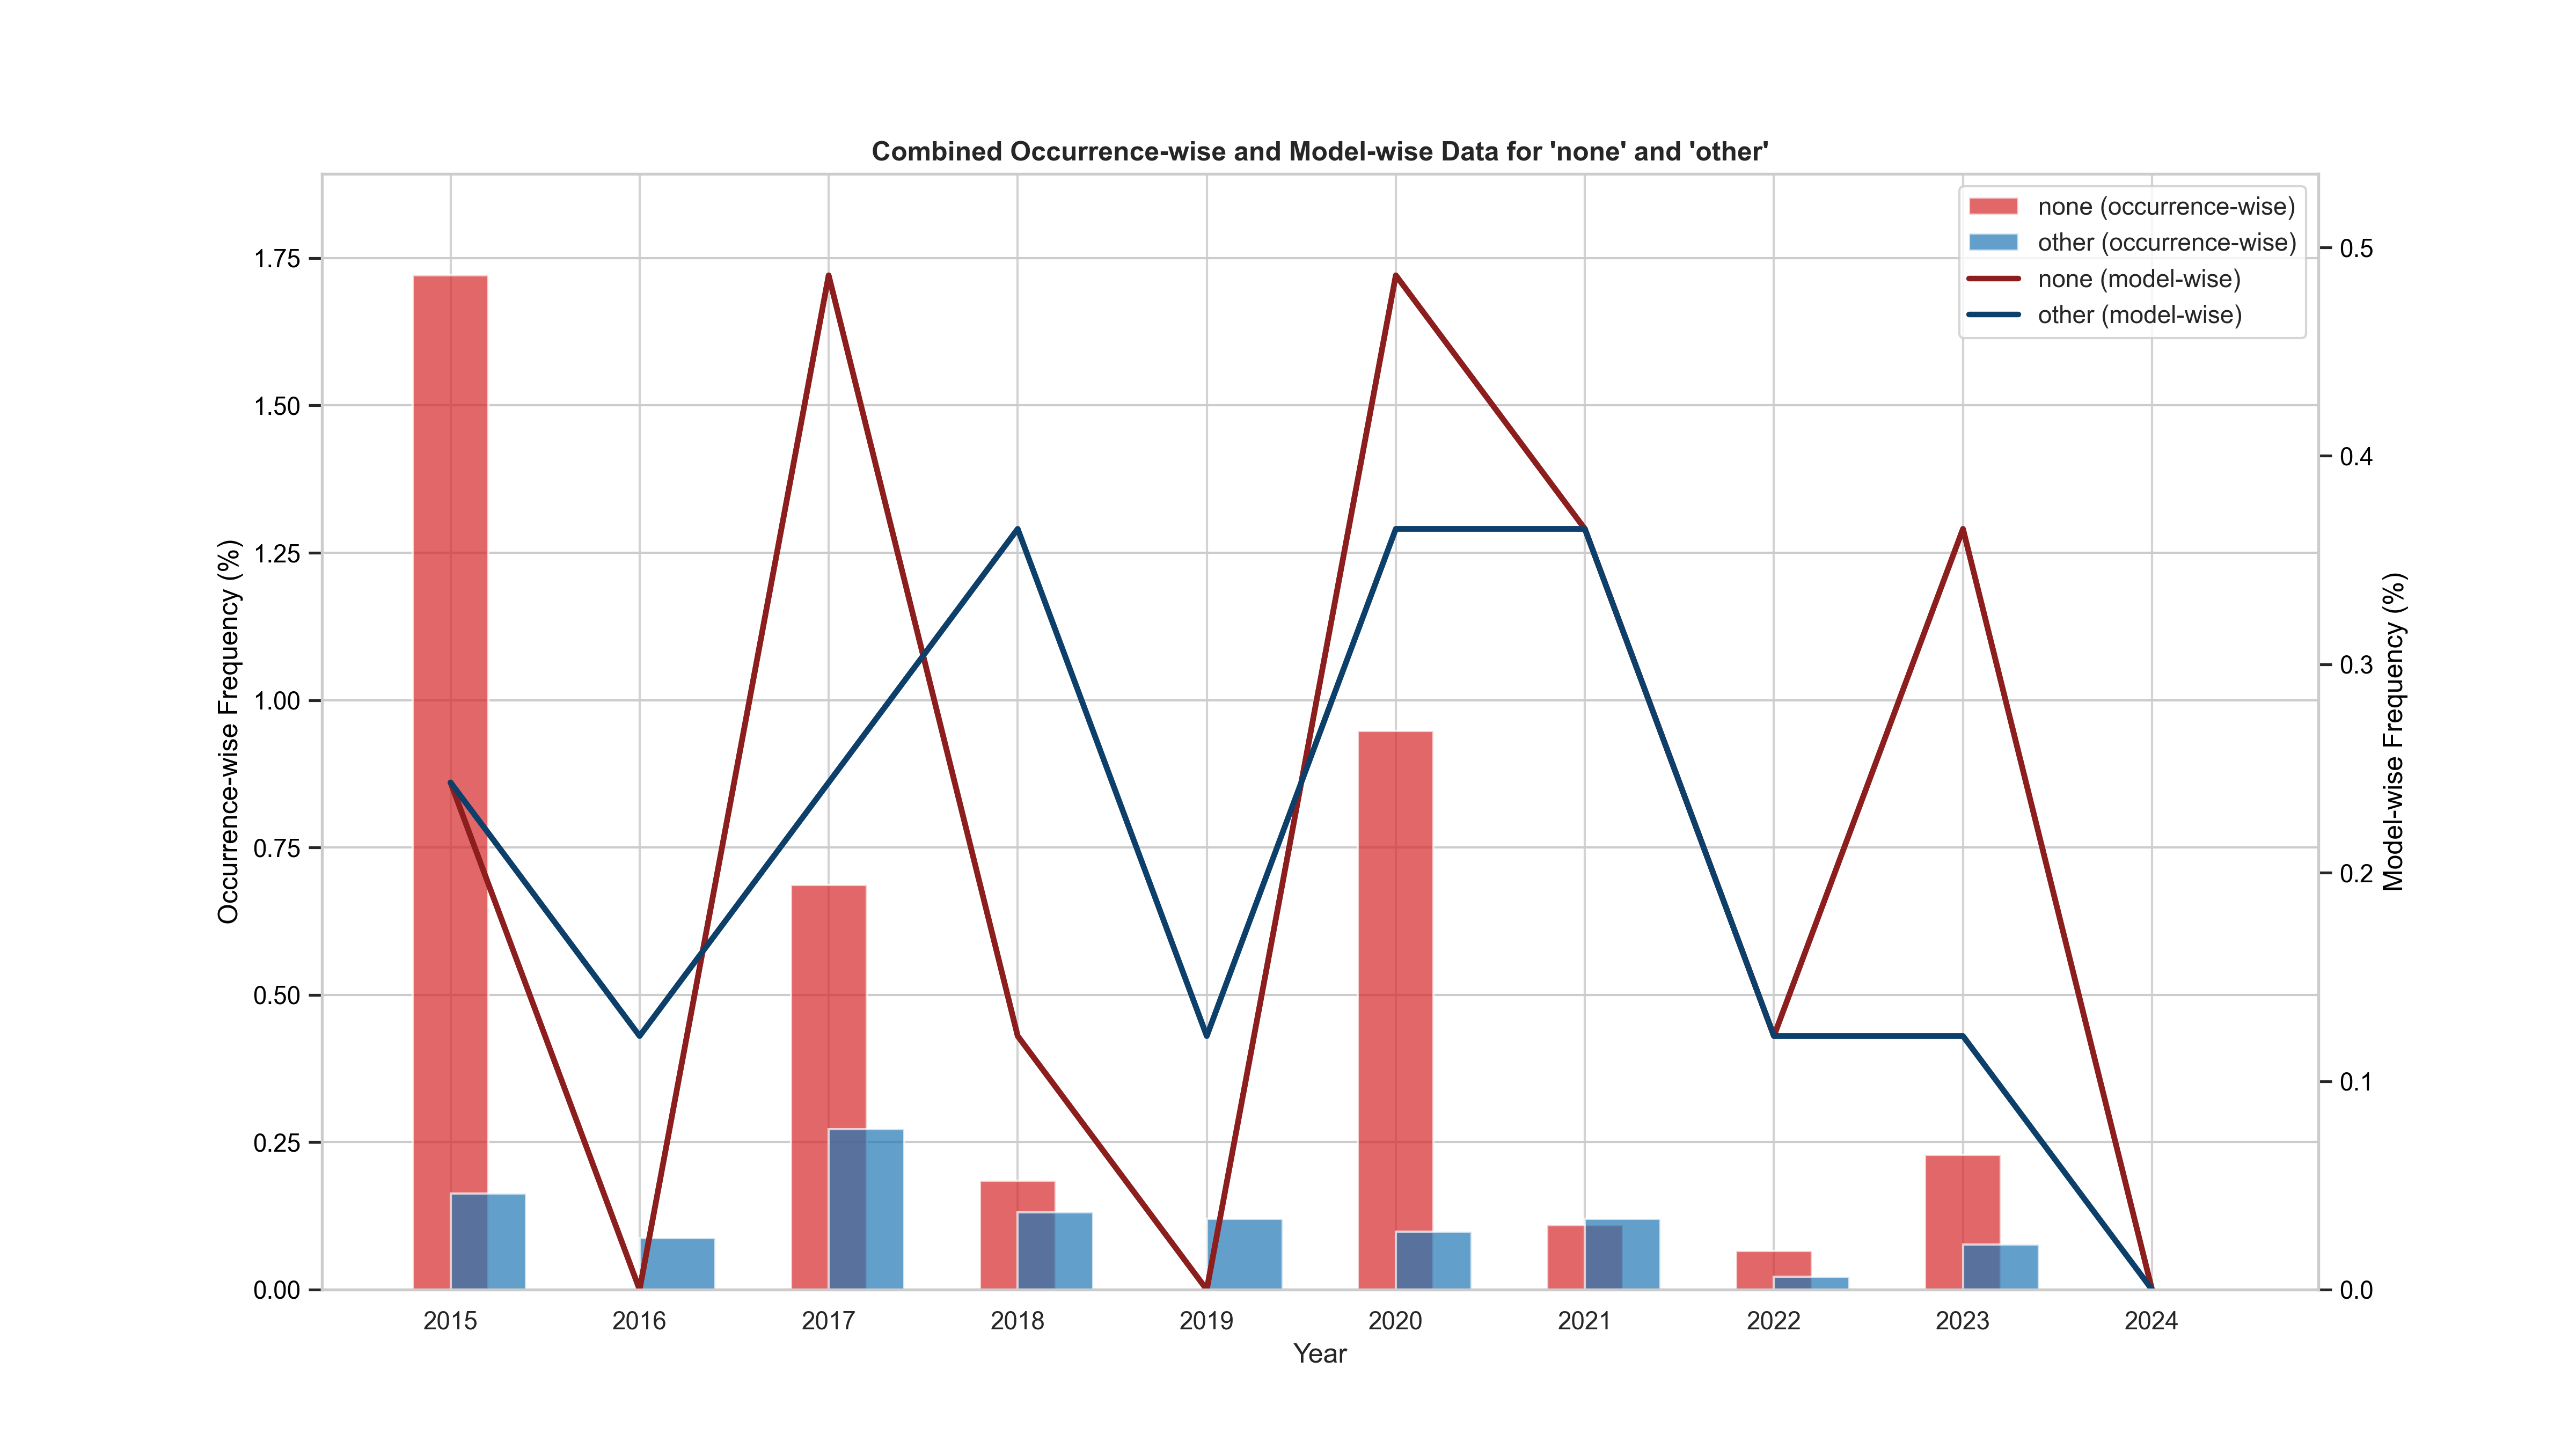 Combined Occurrence-wise and Model-wise Data for 'none' and 'other'
none (occurrence-wise)
other (occurrence-wise)
none (model-wise)
other (model-wise)
Occurrence-wise Frequency (%)
1.75
1.50
1.25
1.00
0.75
0.50
0.25
0.00
0.5
0.4
0.3
0.2
0.1
0.0
Model-wise Frequency (%)
2015 2016 2017 2018 2019 2020 2021 2022 2023 2024
Year